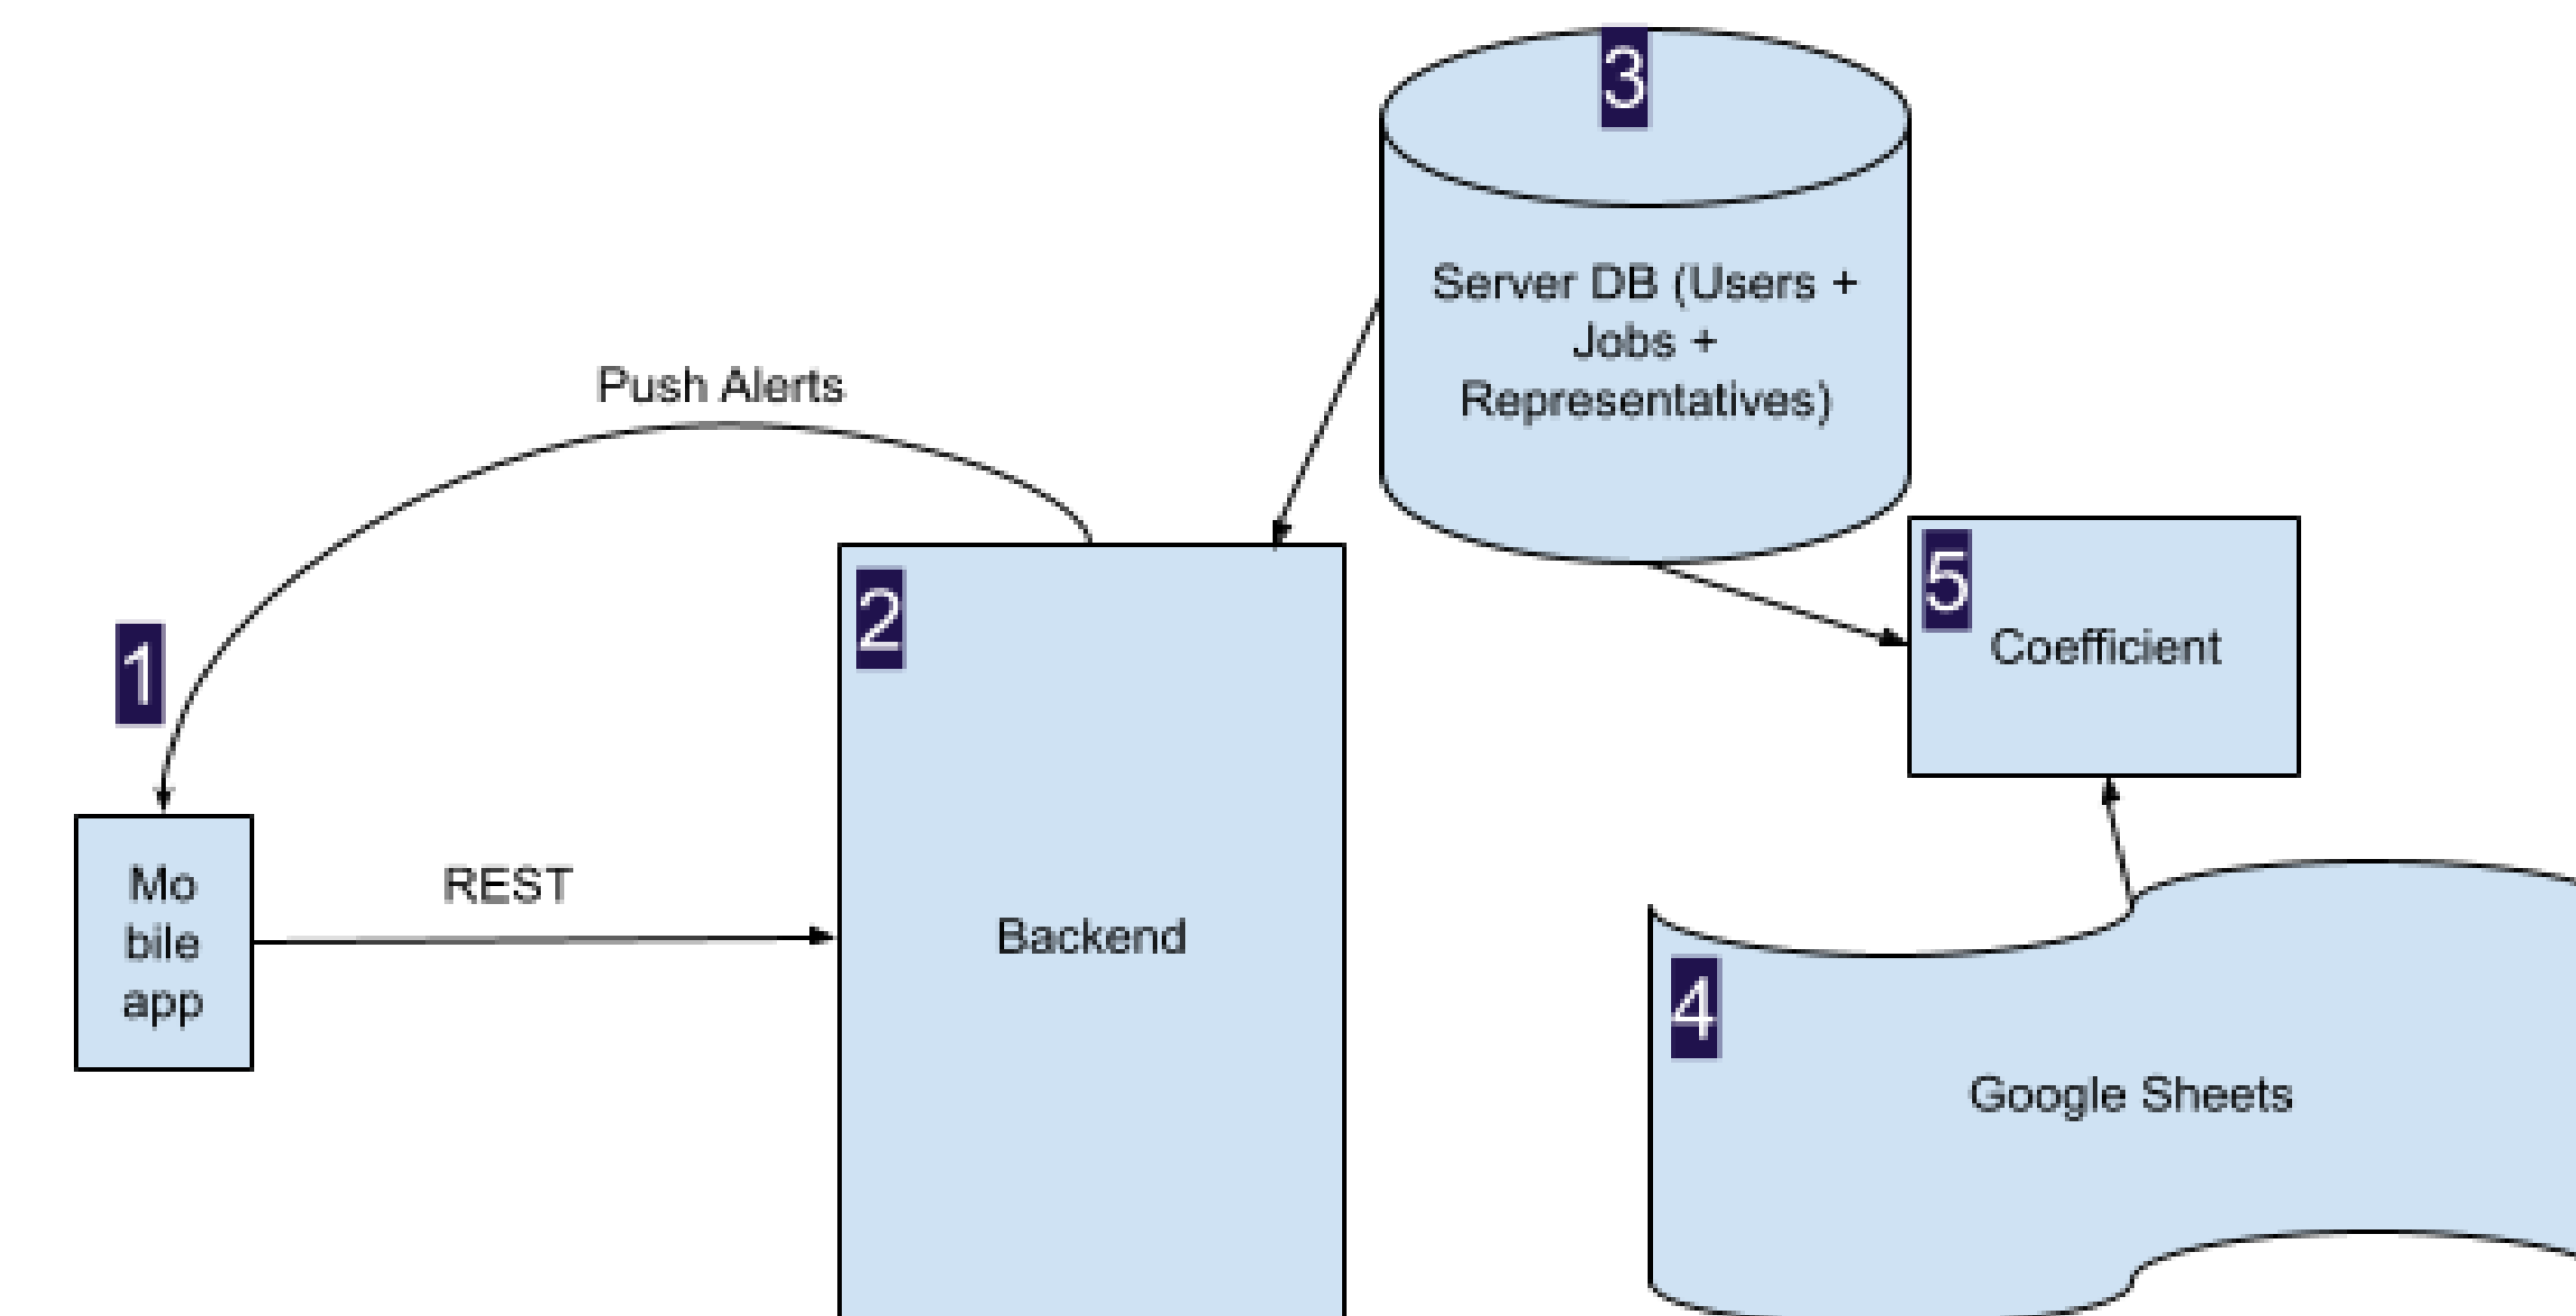 3
Server DB (Users +
Jobs +
Representatives)
Push Alerts
1
2
5
Coefficient
Mo
bile
app
REST
Backend
4
Google Sheets